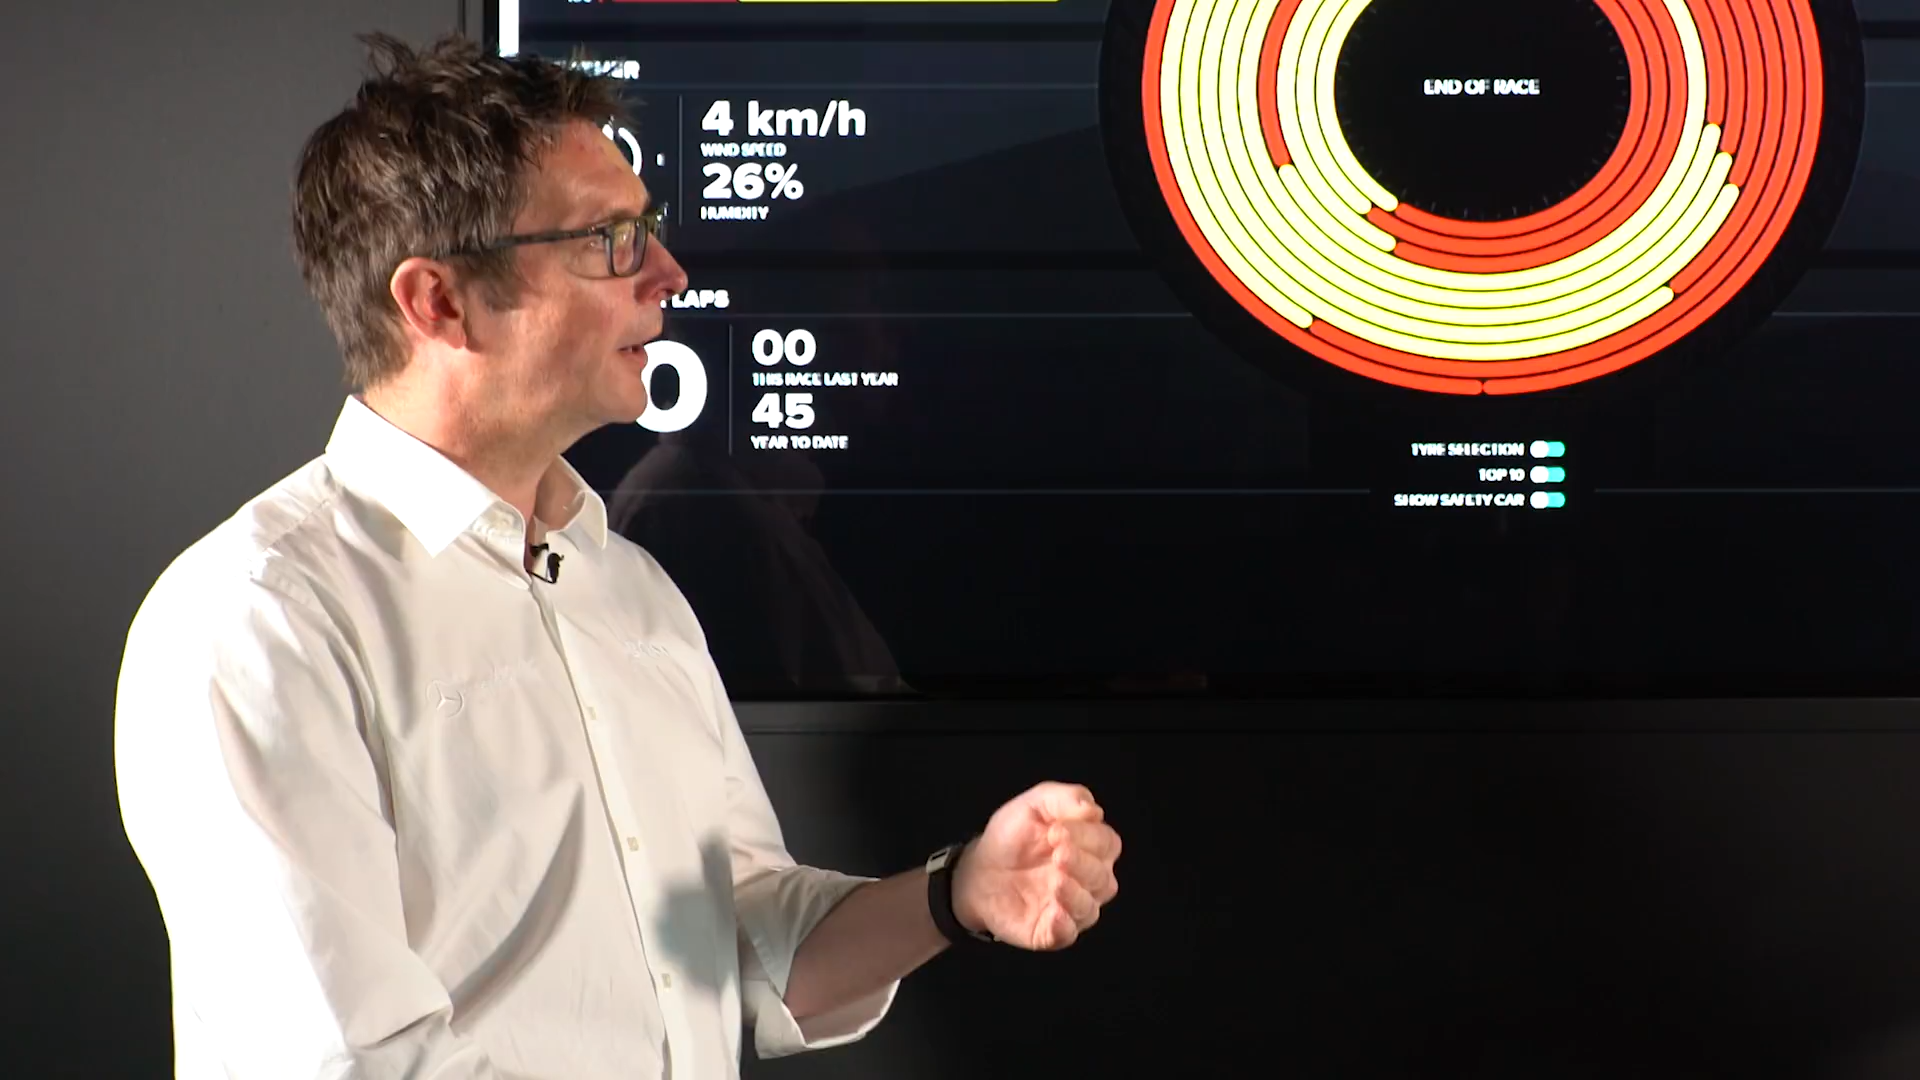 4 km/h
WIND SPEED
26%
HUMIDITY
LAPS
0
00
THIS RACE LAST YEAR
45
YEAR TO DATE
END OF RACE
TYRE SELECTION
TOP 10
SHOW SAFETY CAR